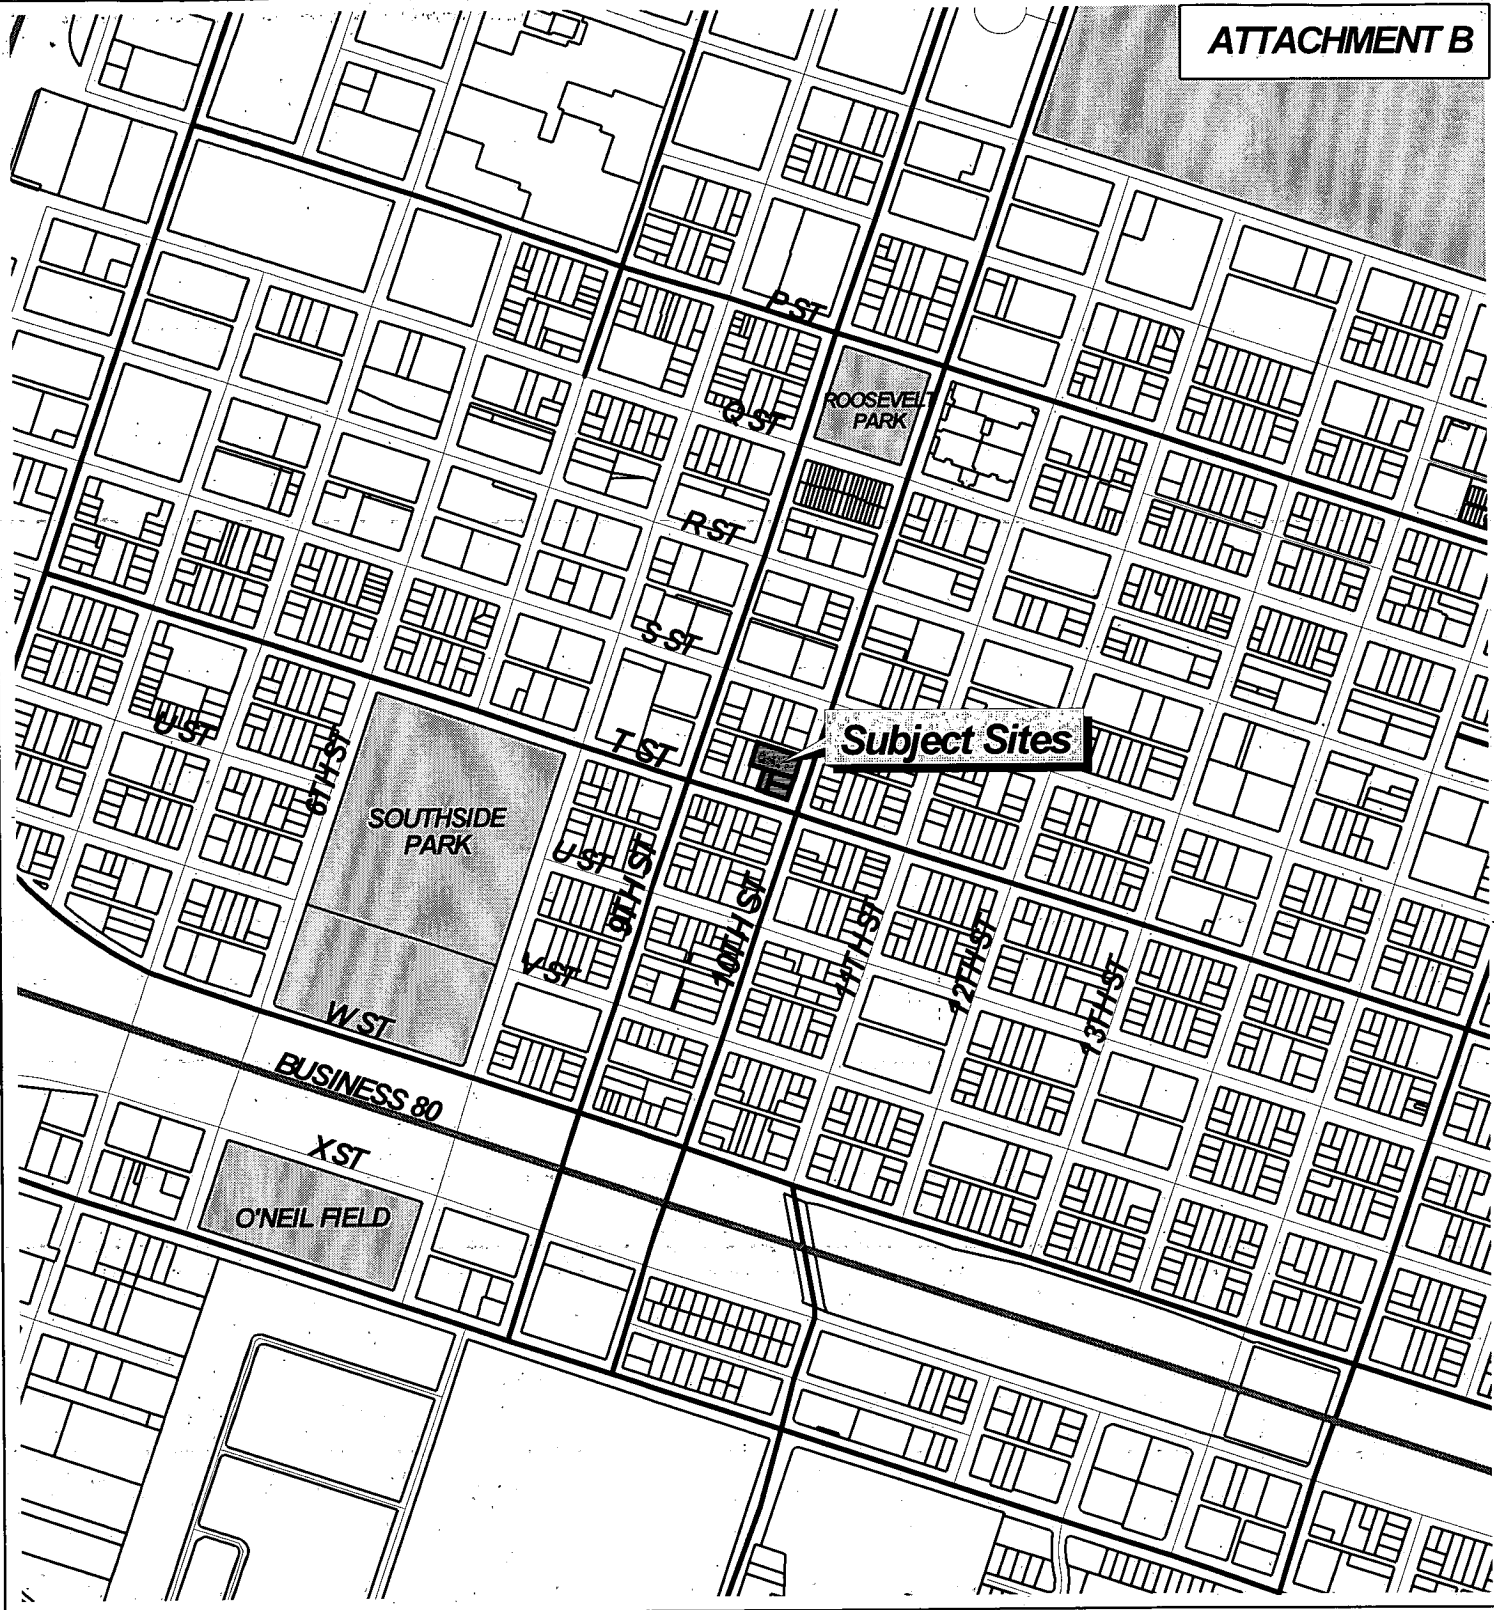 ATTACHMENT B
P ST
ROOSEVELT
PARK
Q ST
R ST
S ST
Subject Sites
T ST
U ST
6TH ST
SOUTHSIDE
PARK
U ST
9TH ST
10TH ST
11TH ST
12TH ST
13TH ST
V ST
W ST
BUSINESS 80
X ST
O'NEIL FIELD